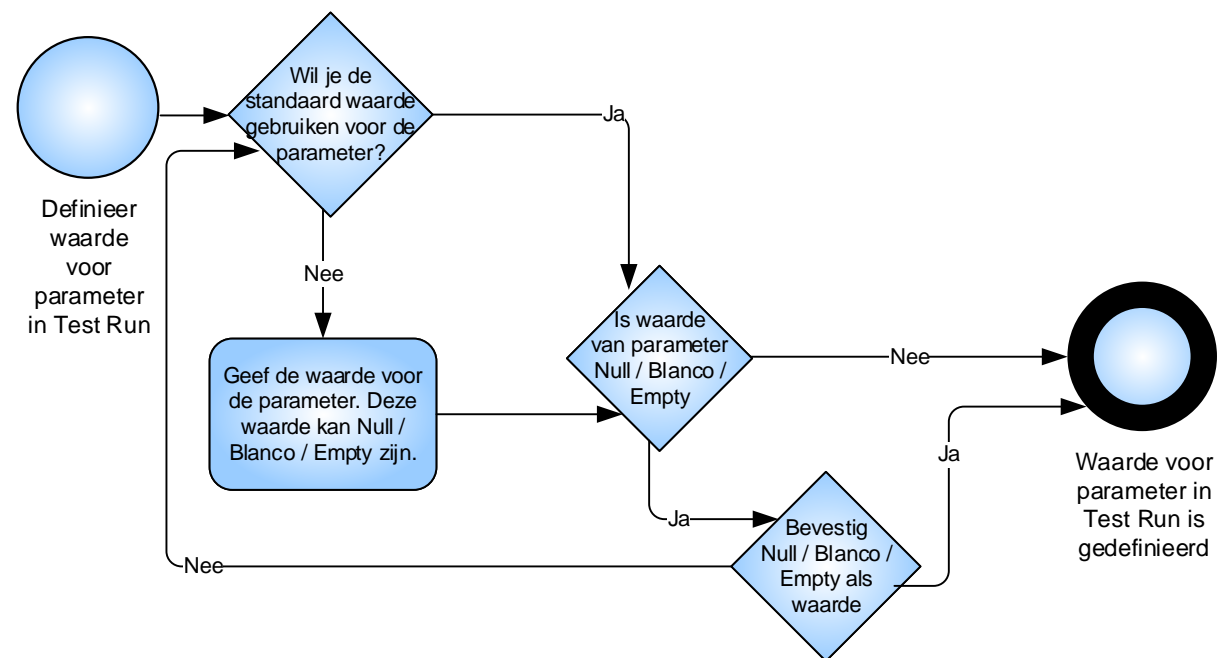 Wil je de
standaard waarde
gebruiken voor de
parameter?
Ja
Definieer
waarde
voor
parameter
in Test Run
Nee
Is waarde
van parameter
Null / Blanco /
Empty
Nee
Geef de waarde voor
de parameter. Deze
waarde kan Null /
Blanco / Empty zijn.
Ja
Waarde voor
parameter in
Test Run is
gedefinieerd
Ja
Bevestig
Null / Blanco /
Empty als
waarde
Nee